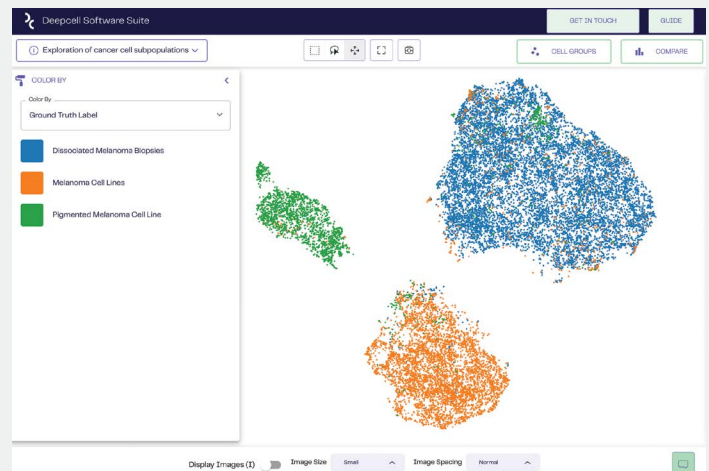 Deepcell Software Suite
GET IN TOUCH
GUIDE
Exploration of cancer cell subpopulations
CELL GROUPS
COMPARE
COLOR BY
Color By
Ground Truth Label
Dissociated Melanoma Biopsies
Melanoma Cell Lines
Pigmented Melanoma Cell Line
Display Images (I)
Image Size
Small
Image Spacing
Normal